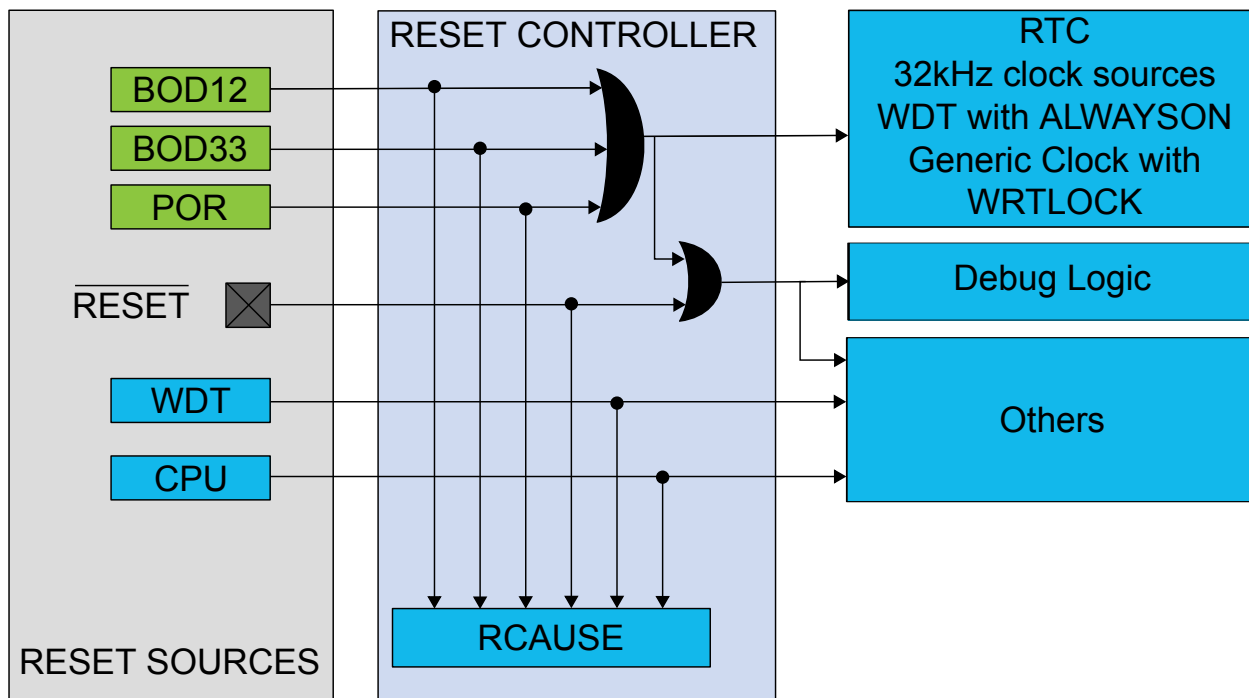 RESET CONTROLLER
BOD12
BOD33
POR
RESET
WDT
CPU
RESET SOURCES
RCAUSE
RTC
32kHz clock sources
WDT with ALWAYSON
Generic Clock with
WRTLOCK
Debug Logic
Others